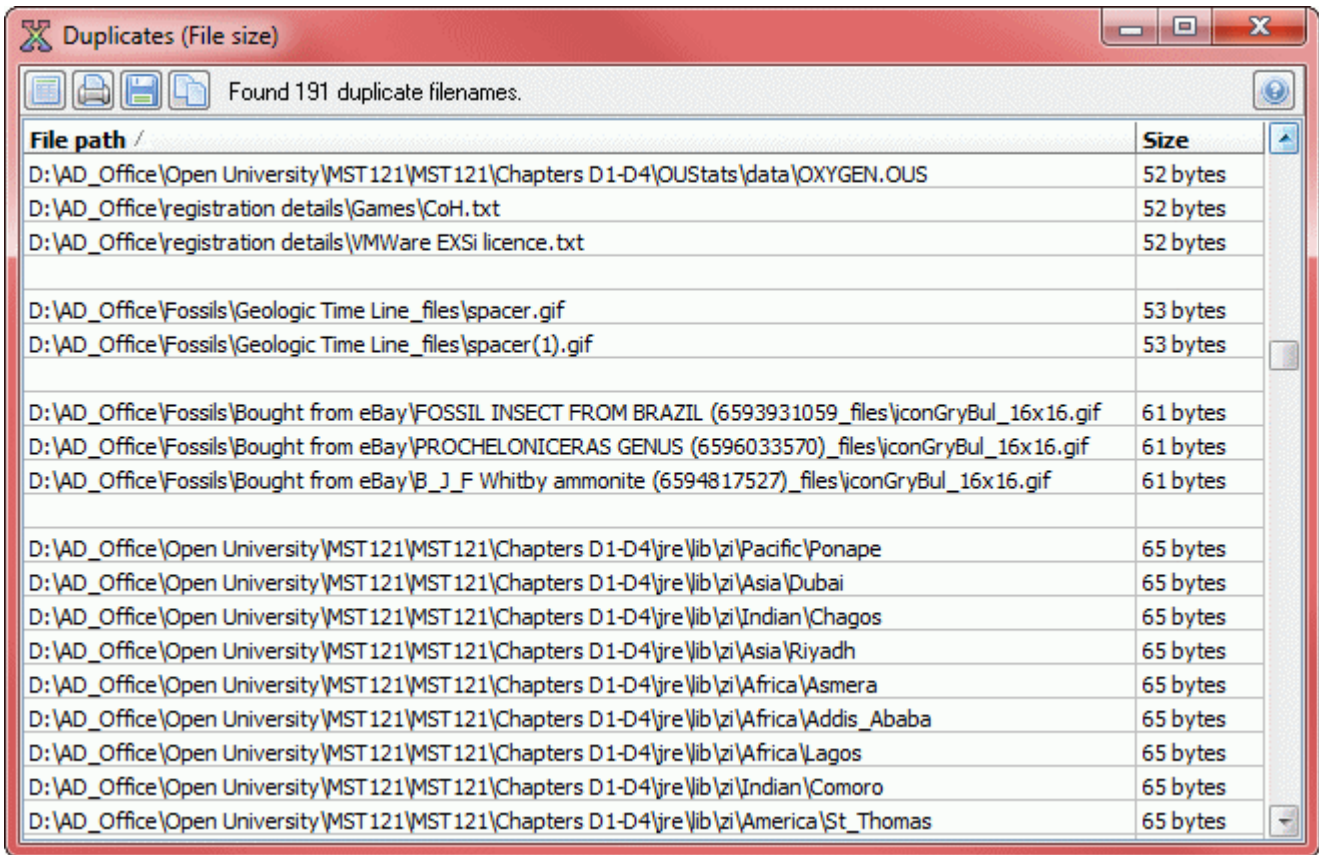 Duplicates (File size)
Found 191 duplicate filenames.
File path Size
D:\AD_Office\Open University\MST121\MST121\Chapters D1-D4\OUStats\data\OXYGEN.OUS 52 bytes
D:\AD_Office\registration details\Games\CoH.txt 52 bytes
D:\AD_Office\registration details\VMWare EXSi licence.txt 52 bytes
D:\AD_Office\Fossils\Geologic Time Line_files\spacer.gif 53 bytes
D:\AD_Office\Fossils\Geologic Time Line_files\spacer(1).gif 53 bytes
D:\AD_Office\Fossils\Bought from eBay\FOSSIL INSECT FROM BRAZIL (6593931059_files\iconGryBul_16x16.gif 61 bytes
D:\AD_Office\Fossils\Bought from eBay\PROCHELONICERAS GENUS (6596033570)_files\iconGryBul_16x16.gif 61 bytes
D:\AD_Office\Fossils\Bought from eBay\B_J_F Whitby ammonite (6594817527)_files\iconGryBul_16x16.gif 61 bytes
D:\AD_Office\Open University\MST121\MST121\Chapters D1-D4\jre\lib\zi\Pacific\Ponape 65 bytes
D:\AD_Office\Open University\MST121\MST121\Chapters D1-D4\jre\lib\zi\Asia\Dubai 65 bytes
D:\AD_Office\Open University\MST121\MST121\Chapters D1-D4\jre\lib\zi\Indian\Chagos 65 bytes
D:\AD_Office\Open University\MST121\MST121\Chapters D1-D4\jre\lib\zi\Asia\Riyadh 65 bytes
D:\AD_Office\Open University\MST121\MST121\Chapters D1-D4\jre\lib\zi\Africa\Asmera 65 bytes
D:\AD_Office\Open University\MST121\MST121\Chapters D1-D4\jre\lib\zi\Africa\Addis_Ababa 65 bytes
D:\AD_Office\Open University\MST121\MST121\Chapters D1-D4\jre\lib\zi\Africa\Lagos 65 bytes
D:\AD_Office\Open University\MST121\MST121\Chapters D1-D4\jre\lib\zi\Indian\Comoro 65 bytes
D:\AD_Office\Open University\MST121\MST121\Chapters D1-D4\jre\lib\zi\America\St_Thomas 65 bytes